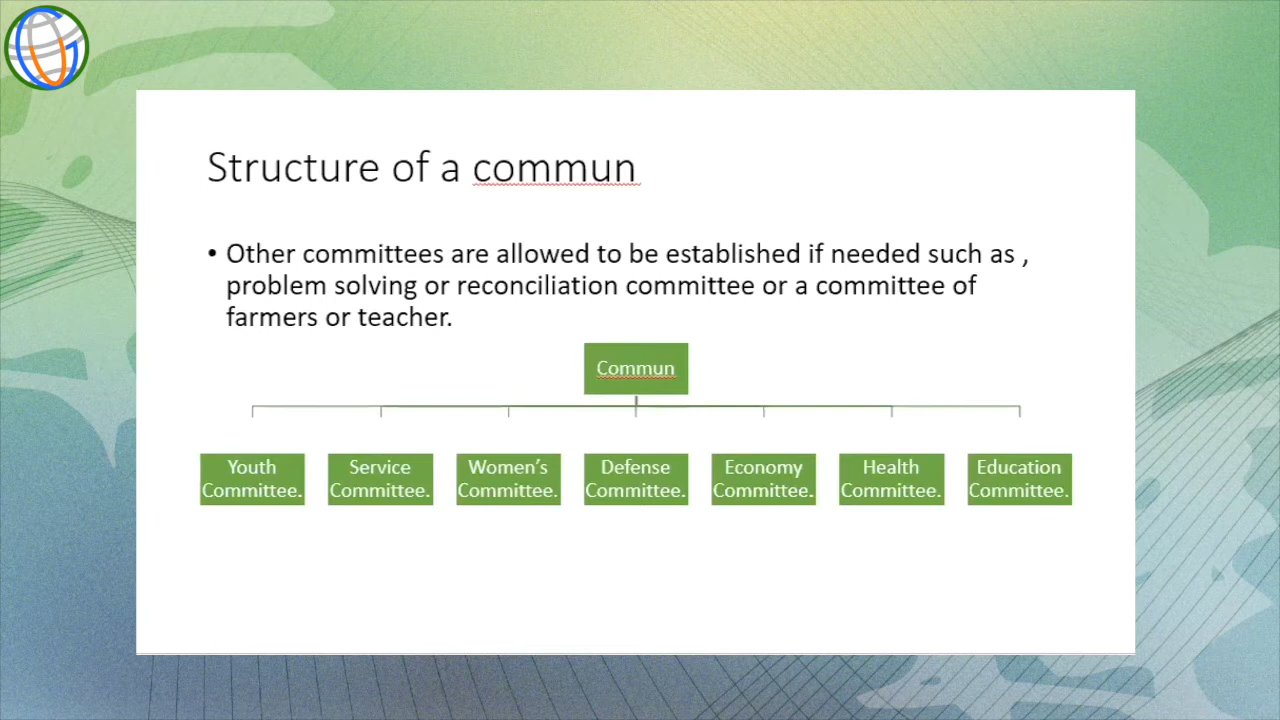 Structure of a commun
• Other committees are allowed to be established if needed such as ,
problem solving or reconciliation committee or a committee of
farmers or teacher.
Commun
Youth
Committee.
Service
Committee.
Women’s
Committee.
Defense
Committee.
Economy
Committee.
Health
Committee.
Education
Committee.